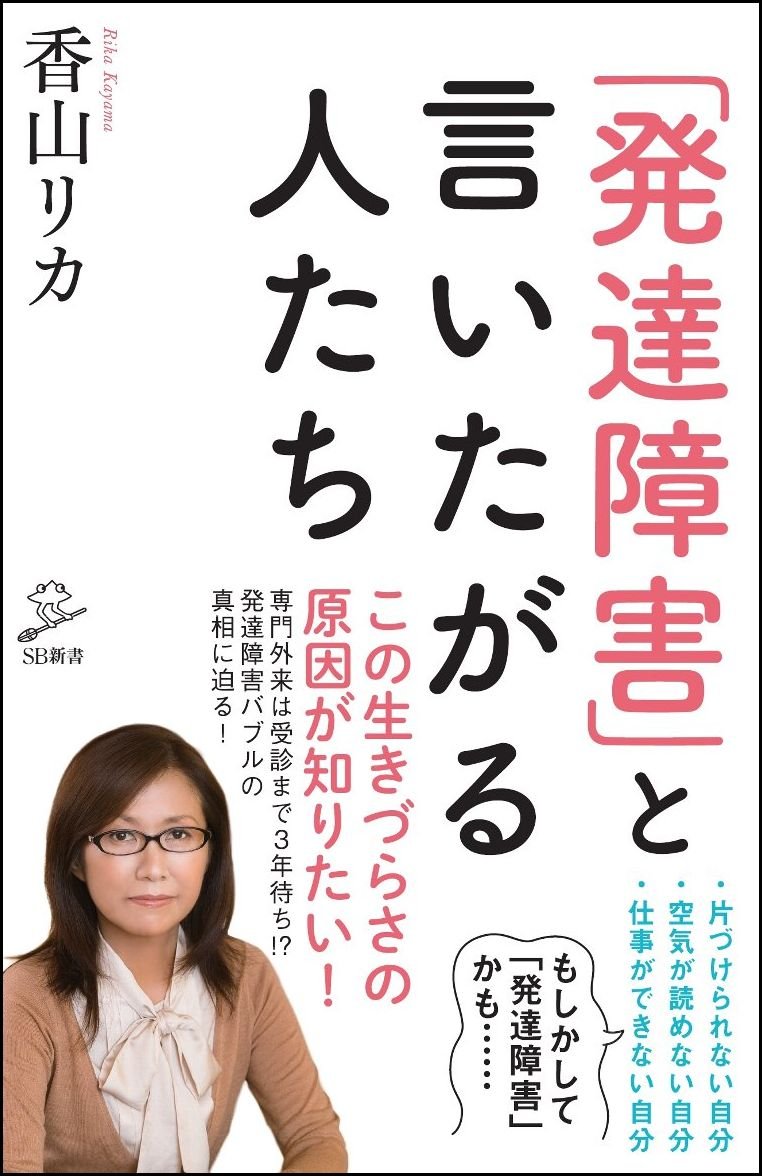 「発達障害」と
言いたがる
人たち
Rika Kayama
香山リカ
・片づけられない自分
・空気が読めない自分
・仕事ができない自分
もしかして
「発達障害」
かも……
この生きづらさの
原因が知りたい！
専門外来は受診まで3年待ち!?
発達障害バブルの
真相に迫る！
SB新書